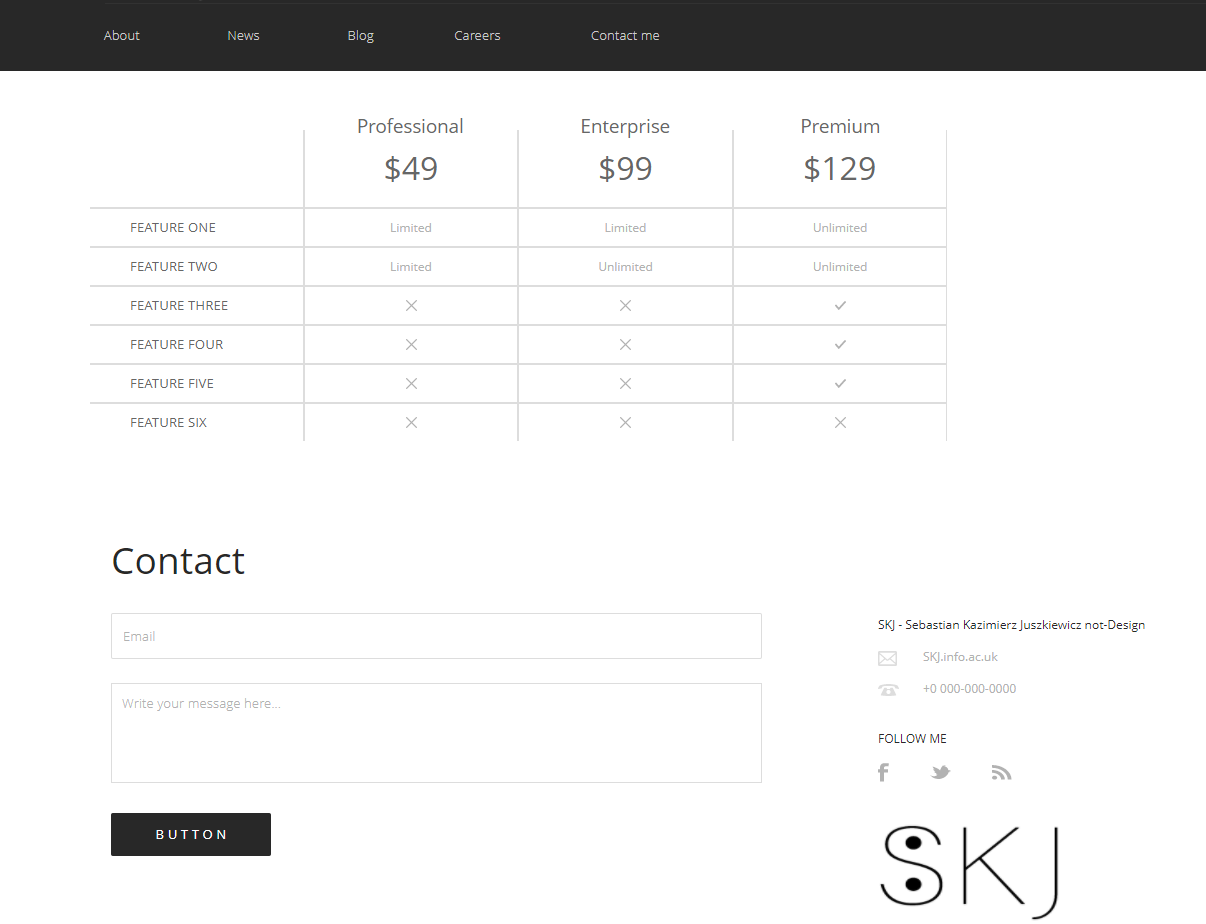 About News Blog Careers Contact me
Professional Enterprise Premium
$49 $99 $129
FEATURE ONE Limited Limited Unlimited
FEATURE TWO Limited Unlimited Unlimited
FEATURE THREE
FEATURE FOUR
FEATURE FIVE
FEATURE SIX
Contact
Email
Write your message here...
BUTTON
SKJ - Sebastian Kazimierz Juszkiewicz not-Design
SKJ.info.ac.uk
+0 000-000-0000
FOLLOW ME
SKJ